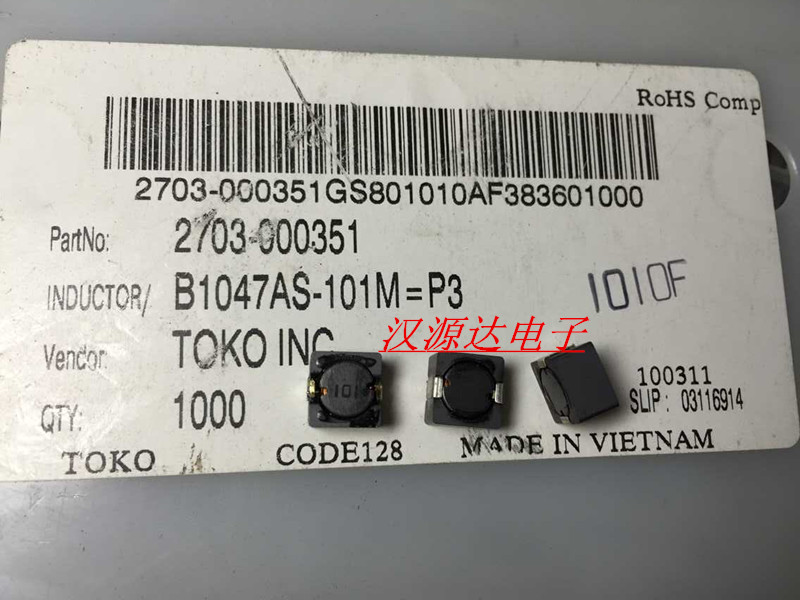 RoHS Comp
2703-000351GS801010AF383601000
PartNo: 2703-000351
INDUCTOR/ B1047AS-101M=P3
1010F
汉源达电子
Vendor TOKO INC
101
QTY: 1000
100311
SLIP: 03116914
TOKO CODE128 MADE IN VIETNAM